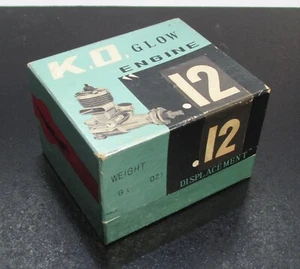 K.O. GLOW
ENGINE
".12
.12
DISPLACEMENT"
WEIGHT
OZ.